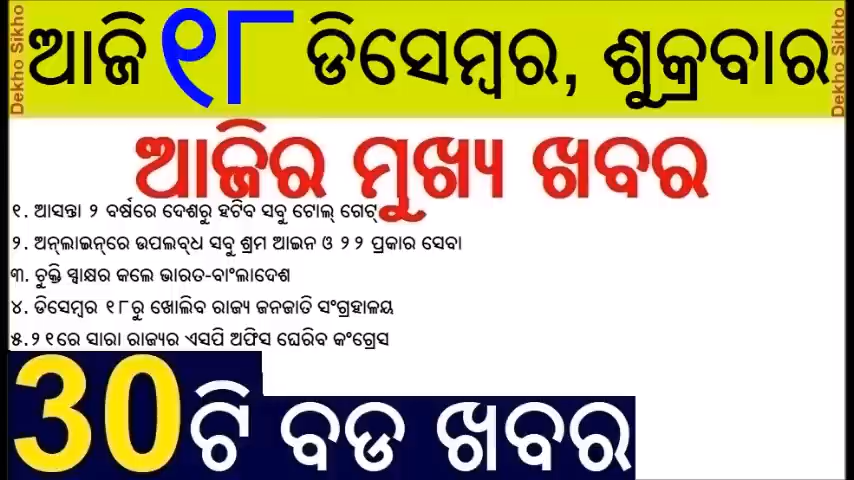 ଆଜି ୧୮ ଡିସେମ୍ବର, ଶୁକ୍ରବାର
Dekho Sikho
Dekho Sikho
ଆଜିର ମୁଖ୍ୟ ଖବର
୧. ଆସନ୍ତା ୨ ବର୍ଷରେ ଦେଶରୁ ହଟିବ ସବୁ ଟୋଲ୍ ଗେଟ୍
୨. ଅନ୍‌ଲାଇନ୍‌ରେ ଉପଲବ୍ଧ ସବୁ ଶ୍ରମ ଆଇନ ଓ ୨୨ ପ୍ରକାର ସେବା
୩. ଚୁକ୍ତି ସ୍ୱାକ୍ଷର କଲେ ଭାରତ-ବାଂଲାଦେଶ
୪. ଡିସେମ୍ବର ୧୮ରୁ ଖୋଲିବ ରାଜ୍ୟ ଜନଜାତି ସଂଗ୍ରହାଳୟ
୫.୨୧ରେ ସାରା ରାଜ୍ୟର ଏସପି ଅଫିସ ଘେରିବ କଂଗ୍ରେସ
30ଟି ବଡ ଖବର